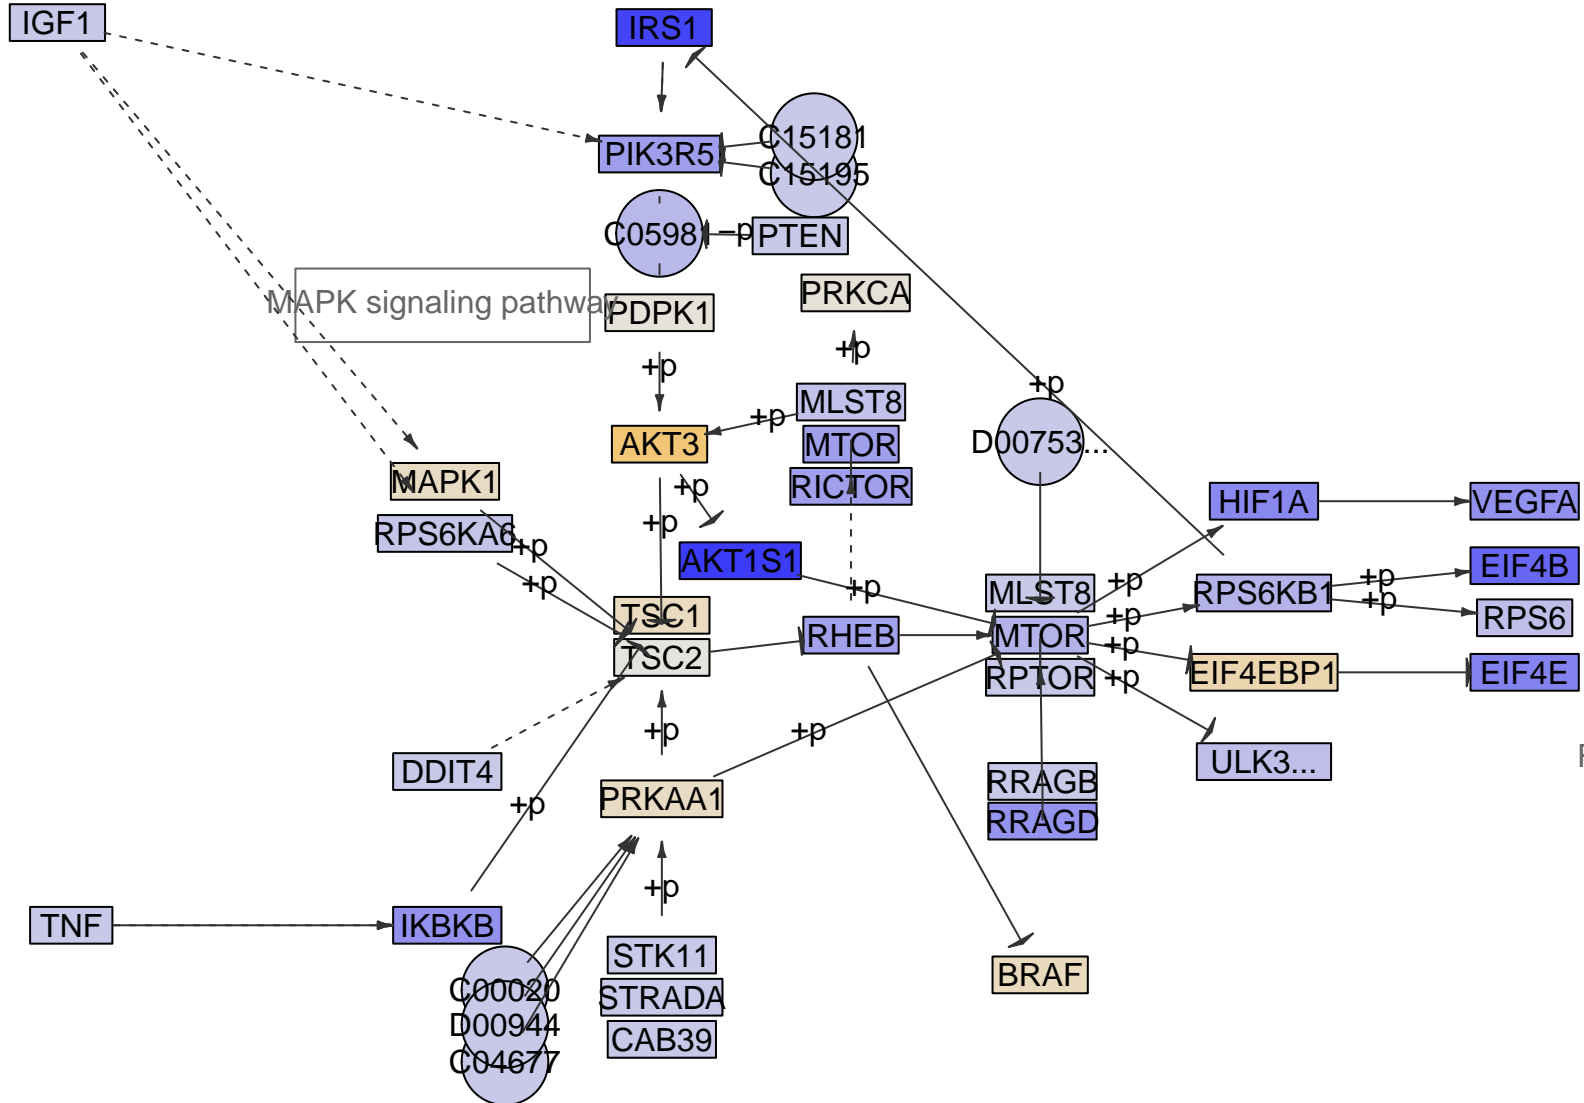 IGF1
IRS1
C15181
PIK3R5
C15195
C0598
−p
PTEN
MAPK signaling pathway
PRKCA
PDPK1
+p
+p
+p
MLST8
+p
AKT3
MTOR
D00753...
MAPK1
RICTOR
+p
HIF1A
VEGFA
+p
RPS6KA6
+p
AKT1S1
EIF4B
+p
+p
+p
+p
MLST8
RPS6KB1
+p
TSC1
+p
RPS6
RHEB
MTOR
+p
TSC2
RPTOR
+p
EIF4EBP1
EIF4E
+p
+p
DDIT4
ULK3...
RRAGB
+p
PRKAA1
RRAGD
+p
TNF
IKBKB
STK11
BRAF
C00020
STRADA
D00944
CAB39
C04677